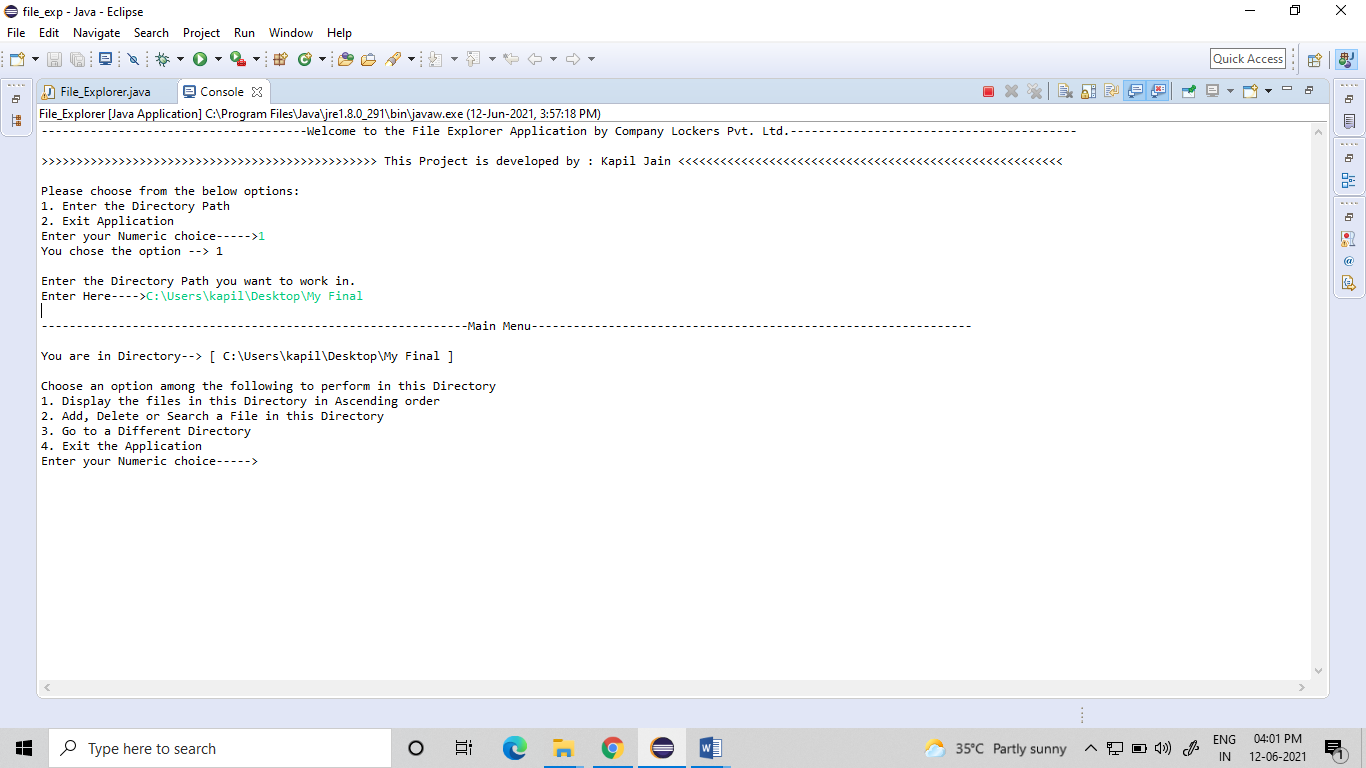 file_exp - Java - Eclipse
File Edit Navigate Search Project Run Window Help
Quick Access
File_Explorer.java Console
File_Explorer [Java Application] C:\Program Files\Java\jre1.8.0_291\bin\javaw.exe (12-Jun-2021, 3:57:18 PM)
--------------------------------------Welcome to the File Explorer Application by Company Lockers Pvt. Ltd.-----------------------------------------
>>>>>>>>>>>>>>>>>>>>>>>>>>>>>>>>>>>>>>>>>>>>>>>> This Project is developed by : Kapil Jain <<<<<<<<<<<<<<<<<<<<<<<<<<<<<<<<<<<<<<<<<<<<<<<<<<<<<<<
Please choose from the below options:
1. Enter the Directory Path
2. Exit Application
Enter your Numeric choice----->1
You chose the option --> 1
Enter the Directory Path you want to work in.
Enter Here---->C:\Users\kapil\Desktop\My Final
-------------------------------------------------------------Main Menu---------------------------------------------------------------
You are in Directory--> [ C:\Users\kapil\Desktop\My Final ]
Choose an option among the following to perform in this Directory
1. Display the files in this Directory in Ascending order
2. Add, Delete or Search a File in this Directory
3. Go to a Different Directory
4. Exit the Application
Enter your Numeric choice----->
Type here to search
35°C Partly sunny
ENG
IN
04:01 PM
12-06-2021
1